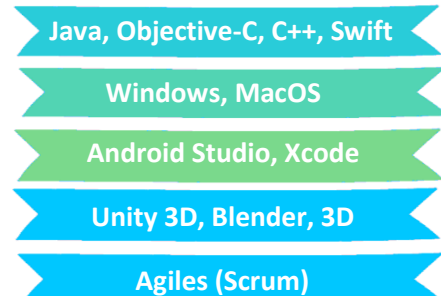 Java, Objective-C, C++, Swift
Windows, MacOS
Android Studio, Xcode
Unity 3D, Blender, 3D
Agiles (Scrum)